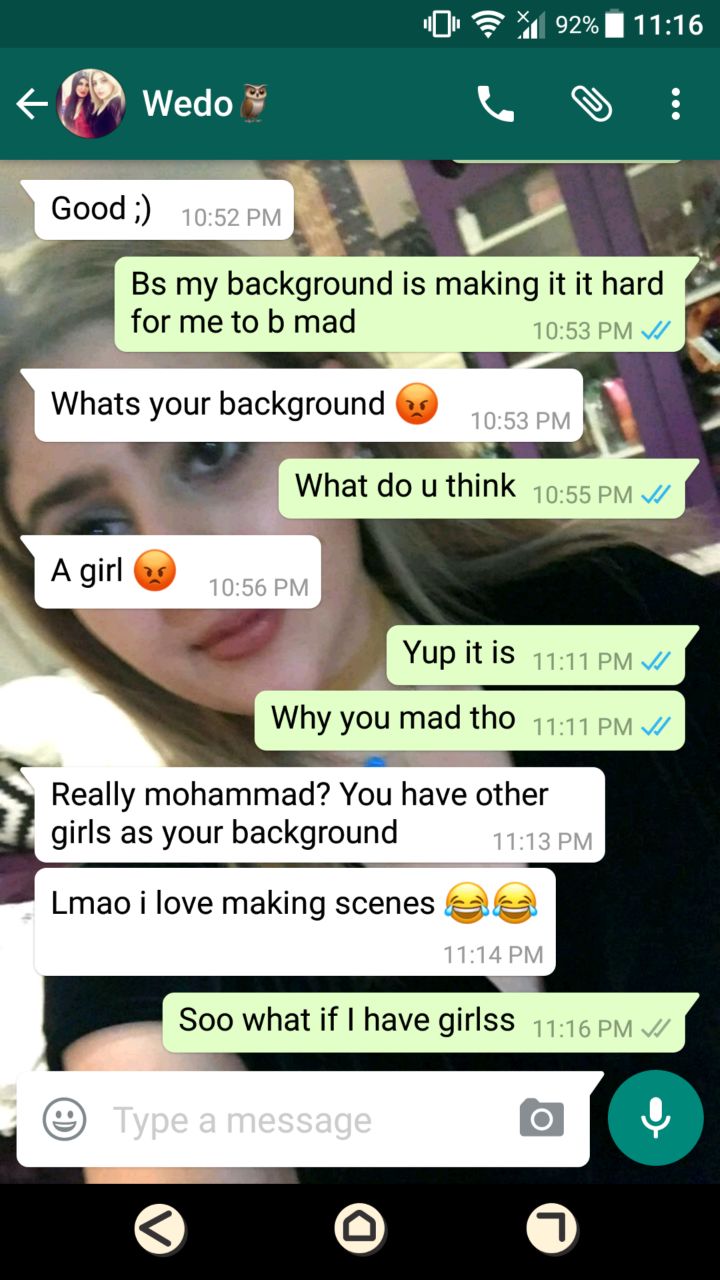 92% 11:16
Wedo🦉
Good ;) 10:52 PM
Bs my background is making it it hard
for me to b mad 10:53 PM
Whats your background 😡 10:53 PM
What do u think 10:55 PM
A girl 😡 10:56 PM
Yup it is 11:11 PM
Why you mad tho 11:11 PM
Really mohammad? You have other
girls as your background 11:13 PM
Lmao i love making scenes 😂😂
11:14 PM
Soo what if I have girlss 11:16 PM
Type a message